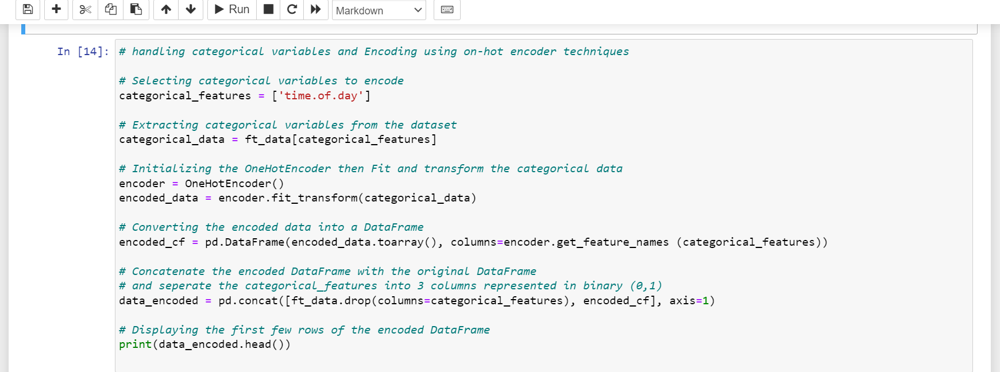 Run
Markdown
In [14]:
# handling categorical variables and Encoding using on-hot encoder techniques
# Selecting categorical variables to encode
categorical_features = ['time.of.day']
# Extracting categorical variables from the dataset
categorical_data = ft_data[categorical_features]
# Initializing the OneHotEncoder then Fit and transform the categorical data
encoder = OneHotEncoder()
encoded_data = encoder.fit_transform(categorical_data)
# Converting the encoded data into a DataFrame
encoded_cf = pd.DataFrame(encoded_data.toarray(), columns=encoder.get_feature_names (categorical_features))
# Concatenate the encoded DataFrame with the original DataFrame
# and seperate the categorical_features into 3 columns represented in binary (0,1)
data_encoded = pd.concat([ft_data.drop(columns=categorical_features), encoded_cf], axis=1)
# Displaying the first few rows of the encoded DataFrame
print(data_encoded.head())